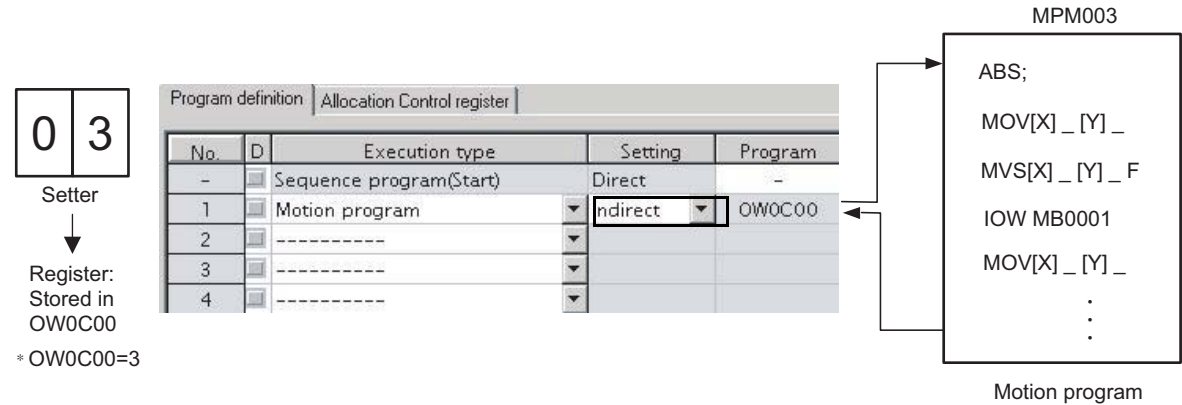 MPM003
0 3
Setter
Register:
Stored in
OW0C00
* OW0C00=3
Program definition Allocation Control register
No. D Execution type Setting Program
- Sequence program(Start) Direct -
1 Motion program ndirect OW0C00
2 ----------
3 ----------
4 ----------
ABS;
MOV[X] _ [Y] _
MVS[X] _ [Y] _ F
IOW MB0001
MOV[X] _ [Y] _
.
.
.
Motion program